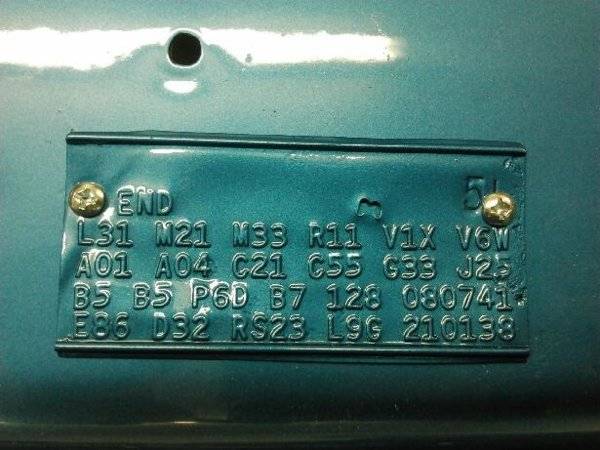 END
L31 M21 M33 R11 V1X V6W
A01 A04 C21 C55 G33 J25
B5 B5 P6D B7 128 080741
E86 D32 RS23 L9G 210138